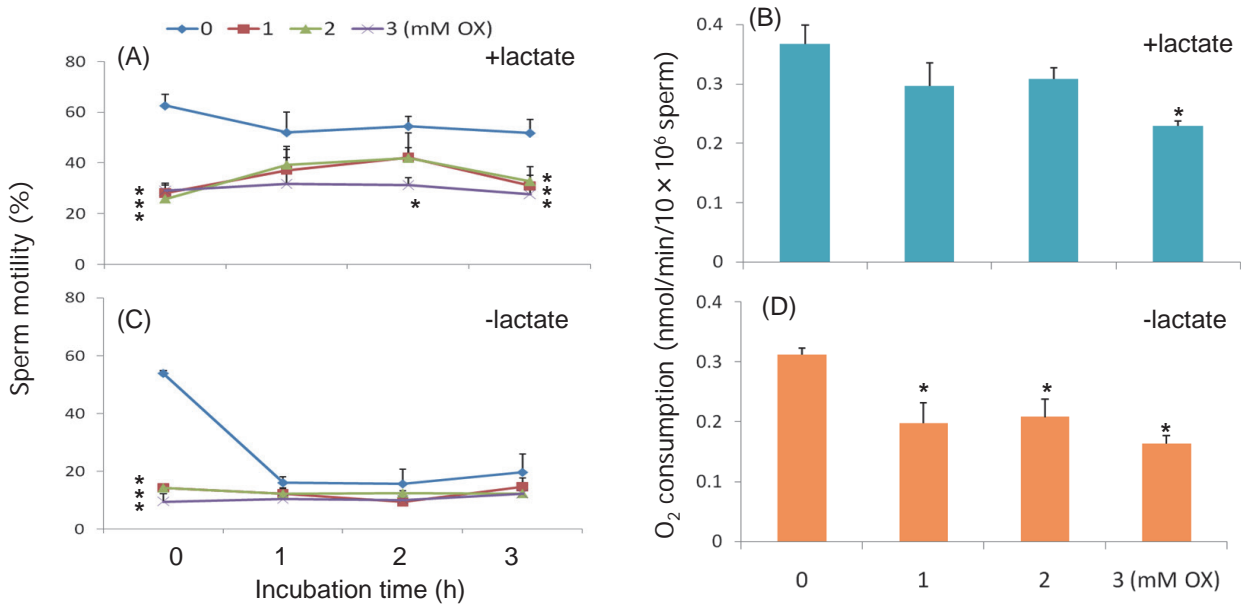 0 1 2 3 (mM OX)
(A) +lactate
80
60
40
20
0
***
*
***
Sperm motility (%)
(C) -lactate
80
60
40
20
0
***
0 1 2 3
Incubation time (h)
(B) +lactate
0.4
0.3
0.2
0.1
0
*
O2 consumption (nmol/min/10 × 10⁶ sperm)
(D) -lactate
0.4
0.3
0.2
0.1
0
* * *
0 1 2 3 (mM OX)